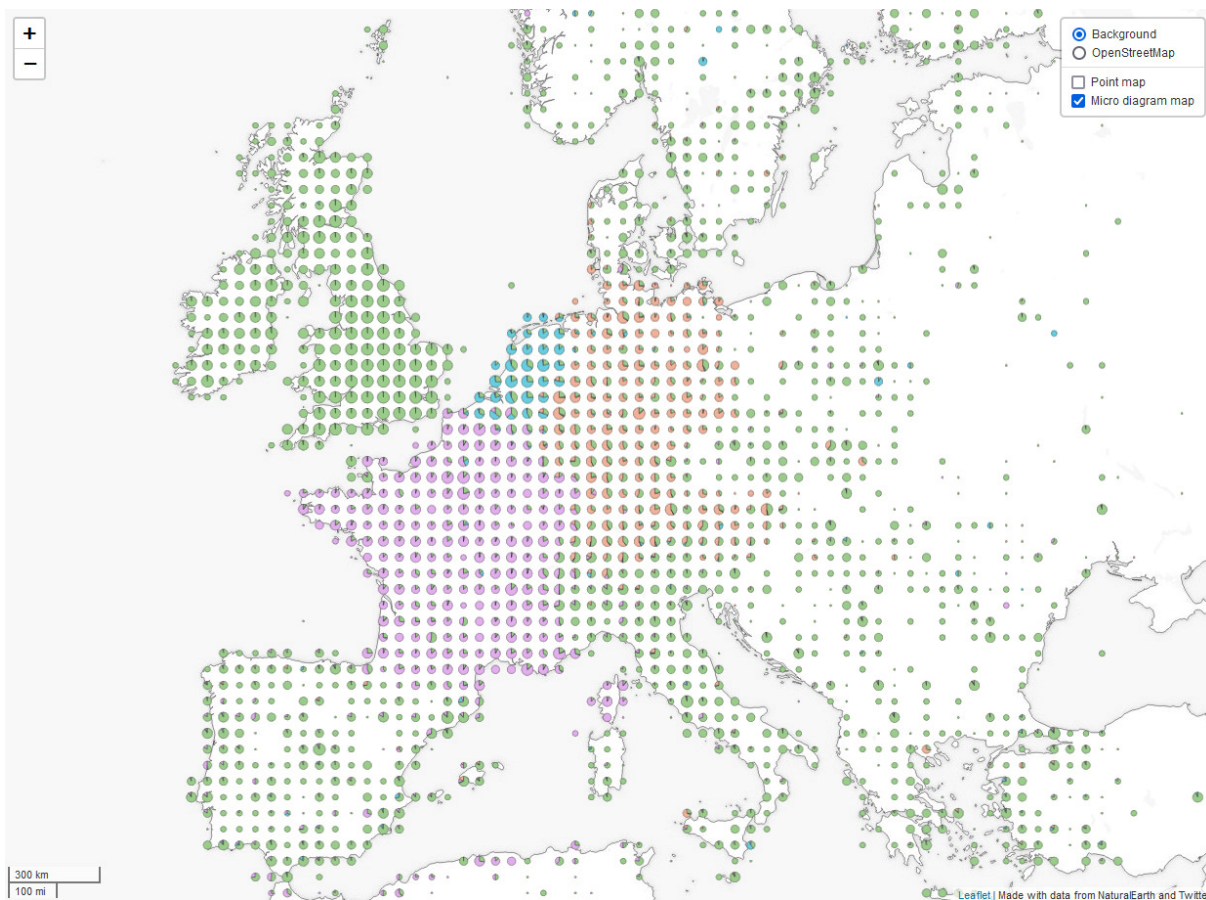 +
−
Background
OpenStreetMap
Point map
Micro diagram map
300 km
100 mi
Leaflet | Made with data from NaturalEarth and Twitte